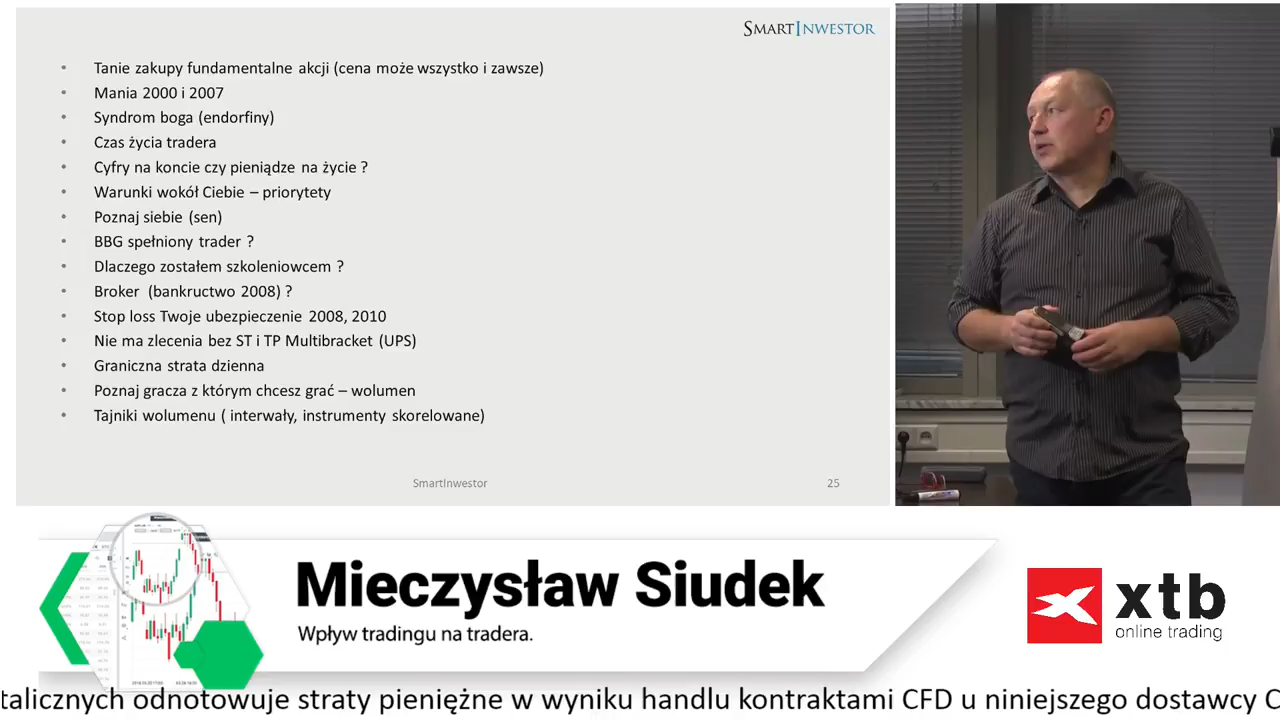 SMARTINWESTOR
• Tanie zakupy fundamentalne akcji (cena może wszystko i zawsze)
• Mania 2000 i 2007
• Syndrom boga (endorfiny)
• Czas życia tradera
• Cyfry na koncie czy pieniądze na życie ?
• Warunki wokół Ciebie – priorytety
• Poznaj siebie (sen)
• BBG spełniony trader ?
• Dlaczego zostałem szkoleniowcem ?
• Broker (bankructwo 2008) ?
• Stop loss Twoje ubezpieczenie 2008, 2010
• Nie ma zlecenia bez ST i TP Multibracket (UPS)
• Graniczna strata dzienna
• Poznaj gracza z którym chcesz grać – wolumen
• Tajniki wolumenu ( interwały, instrumenty skorelowane)
SmartInwestor 25
Mieczysław Siudek
Wpływ tradingu na tradera.
xtb
online trading
talicznych odnotowuje straty pieniężne w wyniku handlu kontraktami CFD u niniejszego dostawcy C